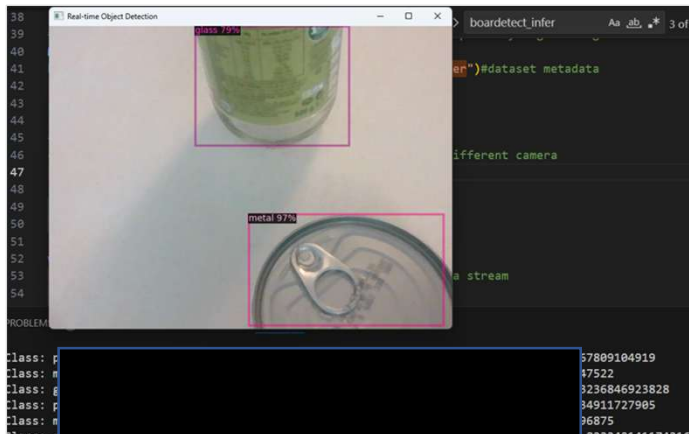 Real-time Object Detection
boardetect_infer
Aa
ab
.*
3 of
glass 79%
metal 97%
38
39
40
41
er")#dataset metadata
42
43
44
45
46
ifferent camera
47
48
49
50
51
52
53
a stream
54
PROBLEM
Class: p
67809104919
Class: m
47522
Class: g
3236846923828
Class: p
34911727905
Class: m
96875